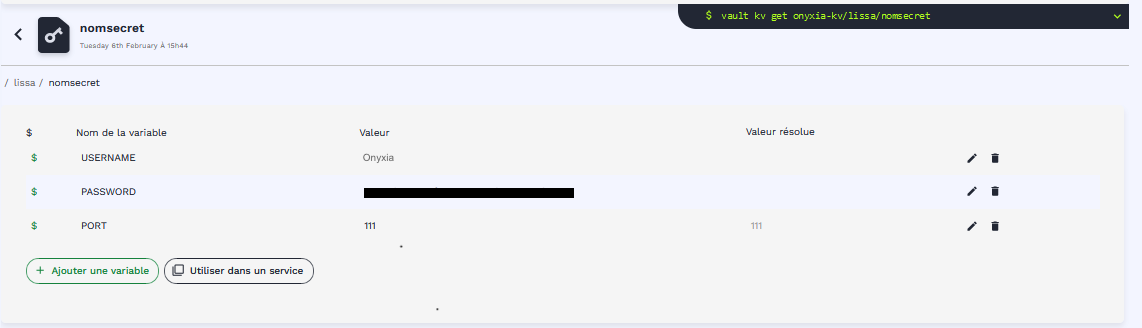 $ vault kv get onyxia-kv/lissa/nomsecret
nomsecret
Tuesday 6th February À 15h44
/ lissa / nomsecret
$ Nom de la variable Valeur Valeur résolue
$ USERNAME Onyxia
$ PASSWORD
$ PORT 111 111
+ Ajouter une variable Utiliser dans un service